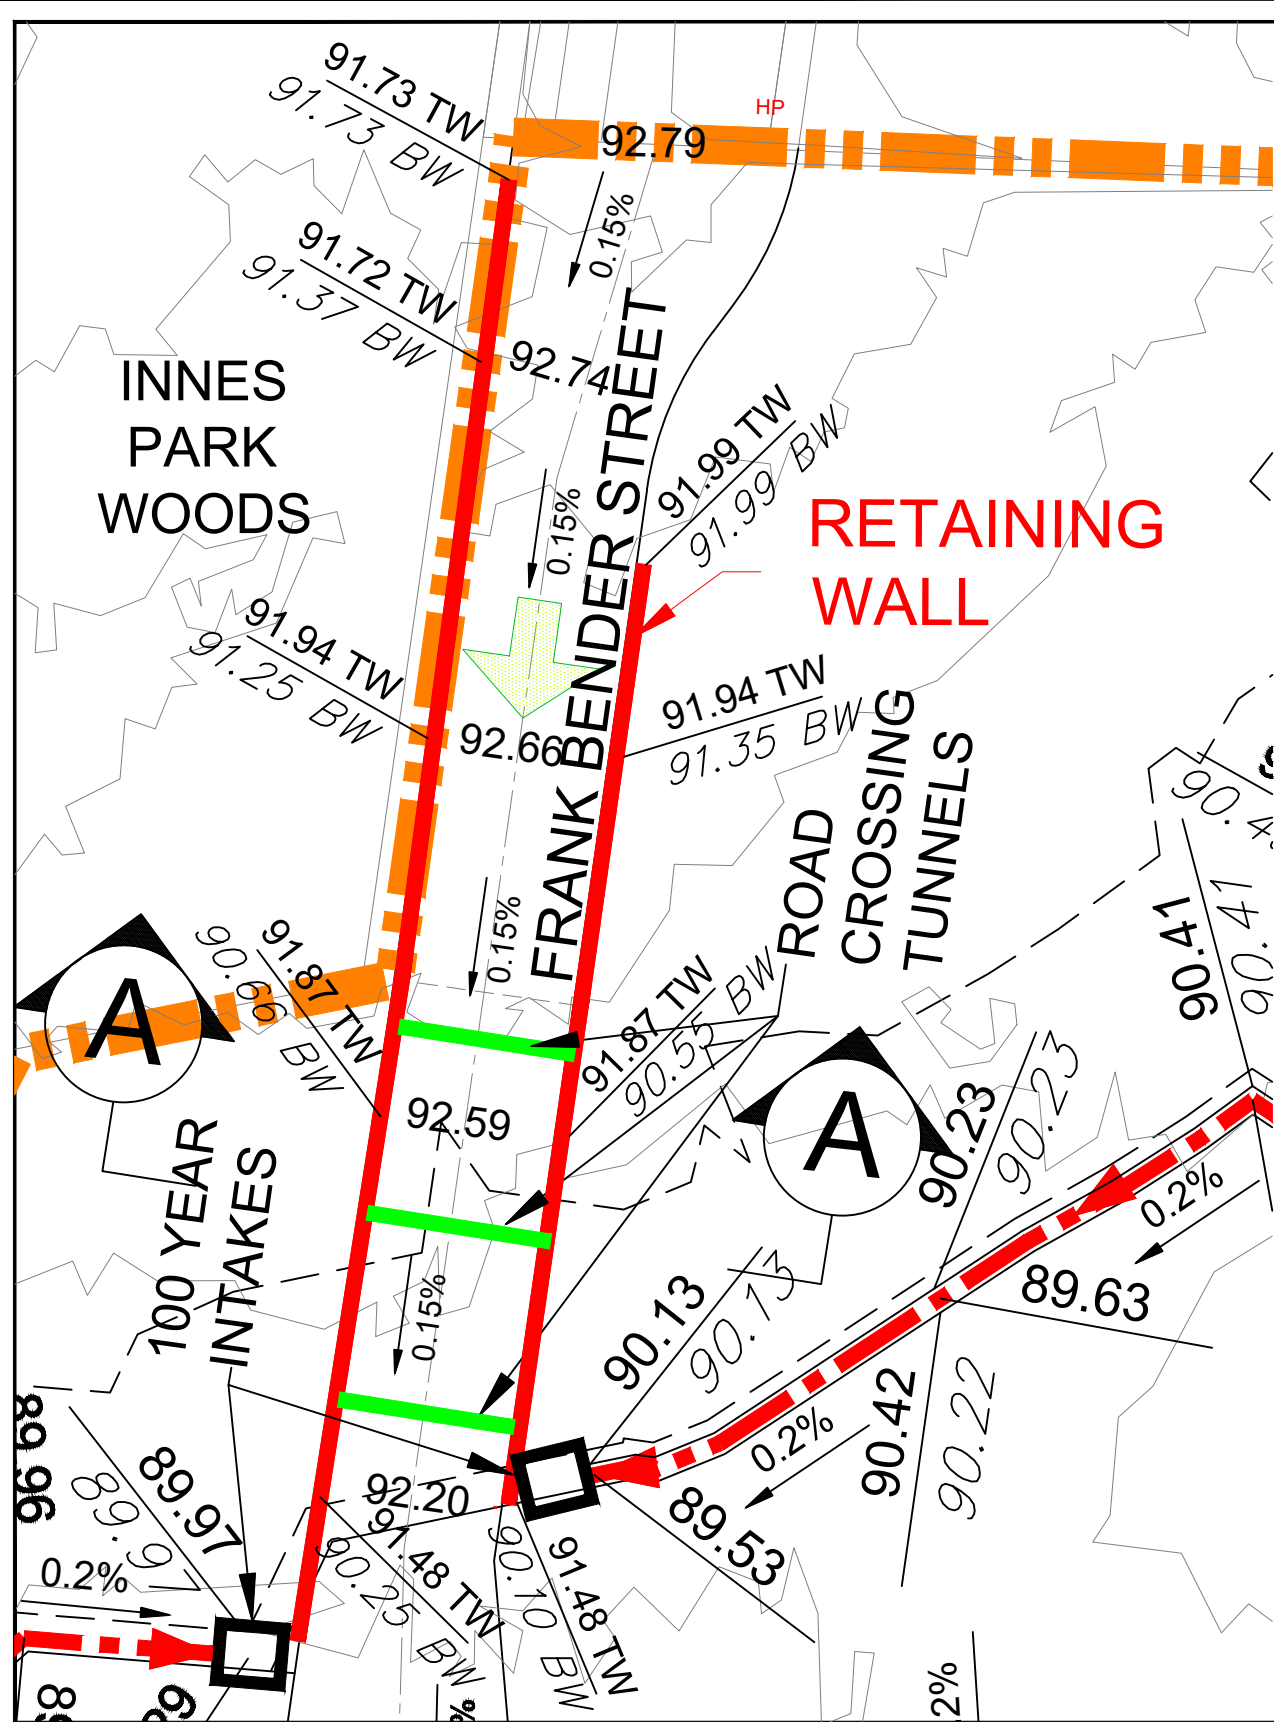 91.73 TW
91.73 BW
HP
92.79
0.15%
91.72 TW
91.37 BW
92.74
INNES
PARK
WOODS
FRANK BENDER STREET
91.99 TW
91.99 BW
RETAINING
WALL
0.15%
91.94 TW
91.25 BW
92.66
91.94 TW
91.35 BW
ROAD
CROSSING
TUNNELS
90.41
90.41
0.15%
91.87 TW
90.66 BW
A
91.87 TW
90.55 BW
A
92.59
90.23
90.23
0.2%
89.63
100 YEAR
INTAKES
0.15%
90.13
90.13
90.42
90.22
0.2%
89.53
89.96
89.97
0.2%
92.20
91.48 TW
90.25 BW
91.48 TW
90.10 BW